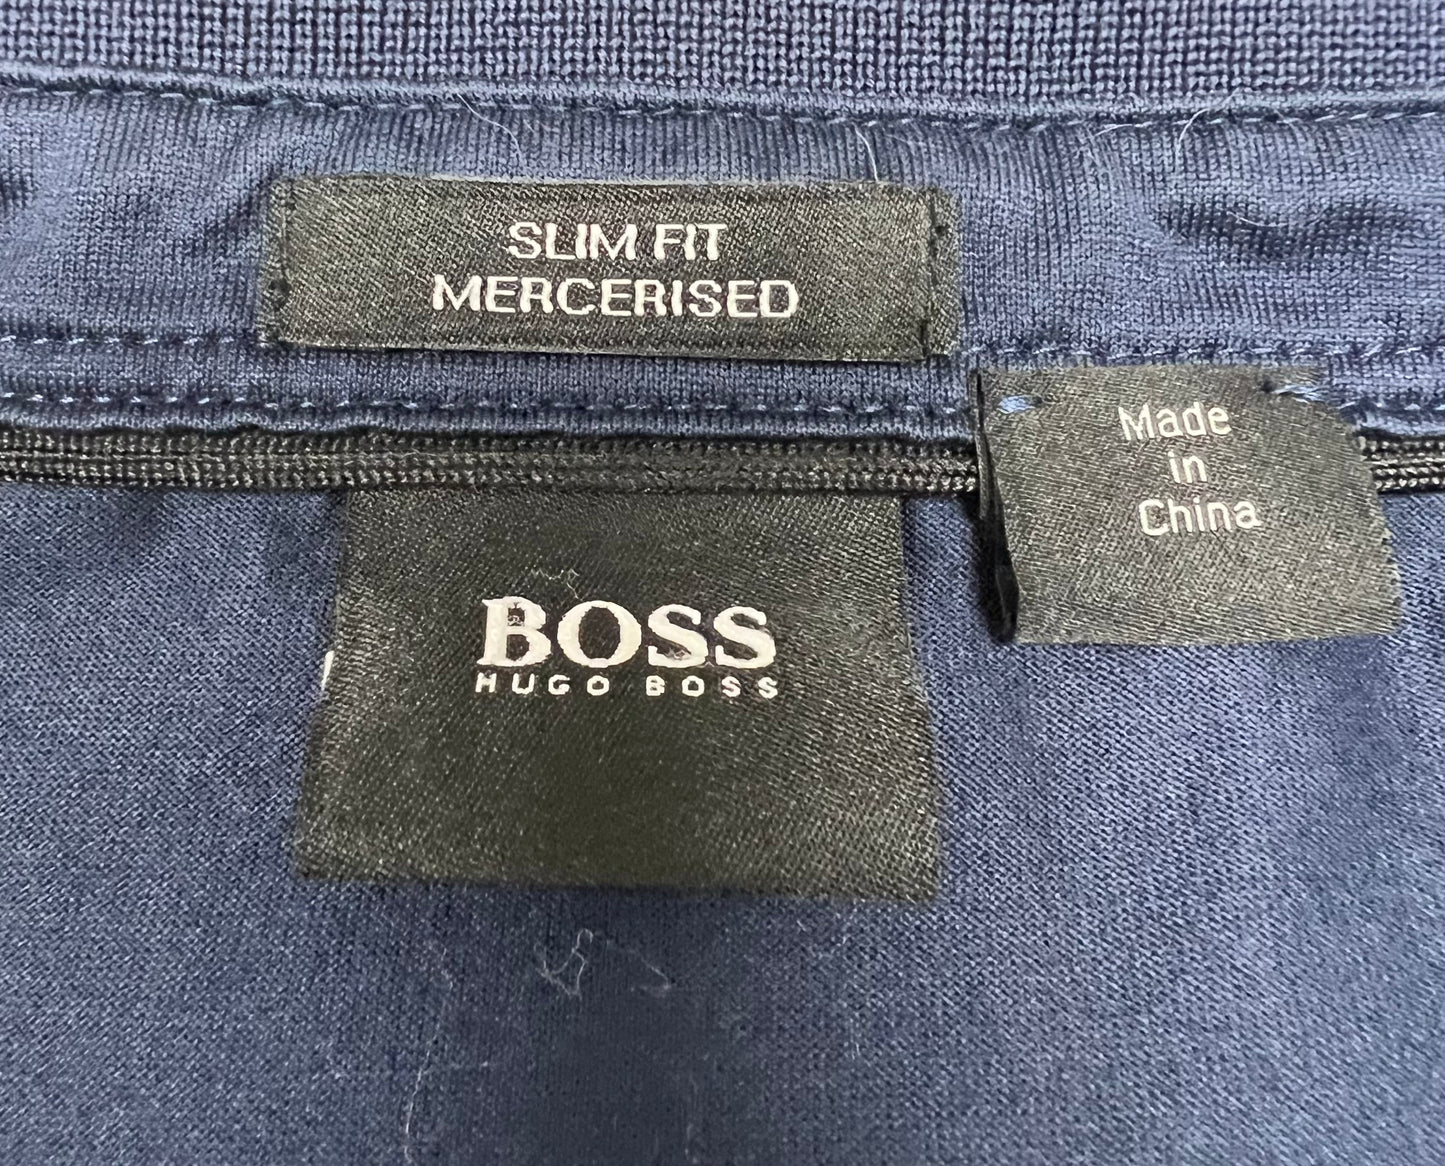 SLIM FIT
MERCERISED
Made
in
China
BOSS
HUGO BOSS